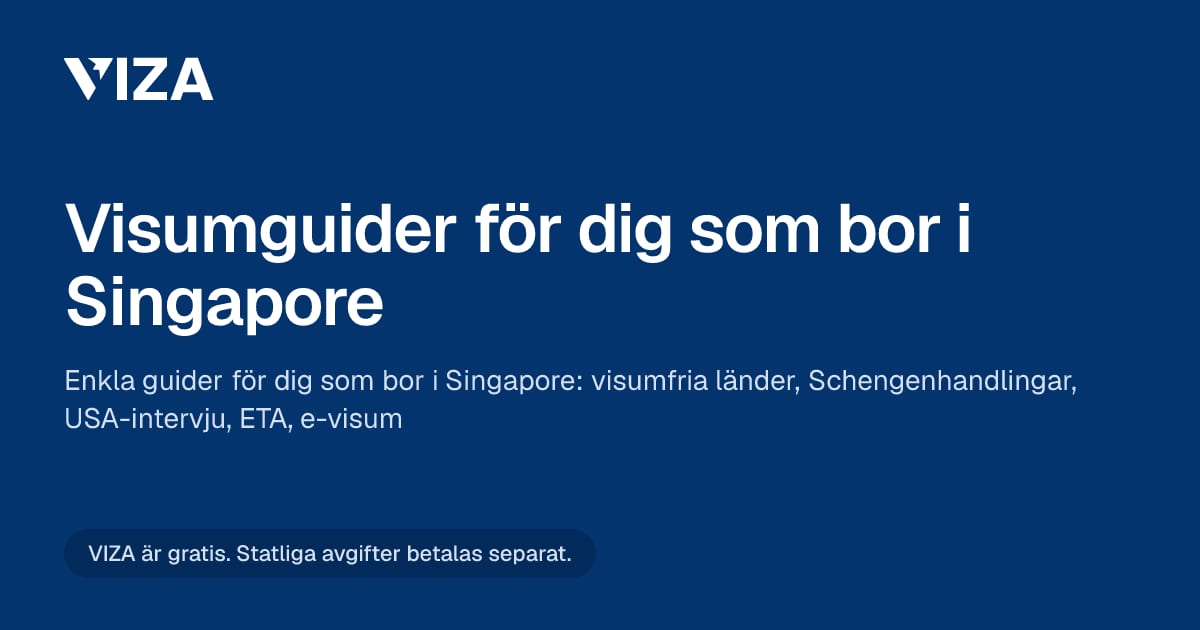 VIZA
Visumguider för dig som bor i
Singapore
Enkla guider för dig som bor i Singapore: visumfria länder, Schengenhandlingar,
USA-intervju, ETA, e-visum
VIZA är gratis. Statliga avgifter betalas separat.